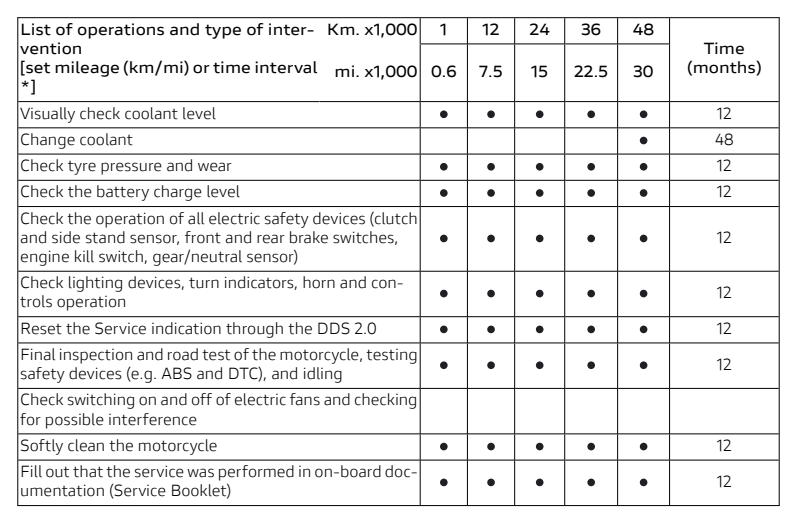 List of operations and type of inter- Km. x1,000 1 12 24 36 48 Time
vention (months)
[set mileage (km/mi) or time interval mi. x1,000 0.6 7.5 15 22.5 30
*]
Visually check coolant level ● ● ● ● ● 12
Change coolant ● 48
Check tyre pressure and wear ● ● ● ● ● 12
Check the battery charge level ● ● ● ● ● 12
Check the operation of all electric safety devices (clutch
and side stand sensor, front and rear brake switches, ● ● ● ● ● 12
engine kill switch, gear/neutral sensor)
Check lighting devices, turn indicators, horn and con-
trols operation ● ● ● ● ● 12
Reset the Service indication through the DDS 2.0 ● ● ● ● ● 12
Final inspection and road test of the motorcycle, testing
safety devices (e.g. ABS and DTC), and idling ● ● ● ● ● 12
Check switching on and off of electric fans and checking
for possible interference
Softly clean the motorcycle ● ● ● ● ● 12
Fill out that the service was performed in on-board doc-
umentation (Service Booklet) ● ● ● ● ● 12